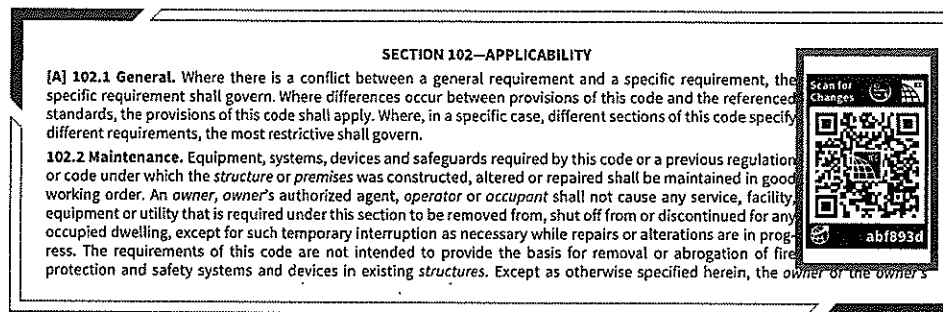 SECTION 102—APPLICABILITY
[A] 102.1 General. Where there is a conflict between a general requirement and a specific requirement, the
specific requirement shall govern. Where differences occur between provisions of this code and the referenced
standards, the provisions of this code shall apply. Where, in a specific case, different sections of this code specify
different requirements, the most restrictive shall govern.
102.2 Maintenance. Equipment, systems, devices and safeguards required by this code or a previous regulation
or code under which the structure or premises was constructed, altered or repaired shall be maintained in good
working order. An owner, owner's authorized agent, operator or occupant shall not cause any service, facility,
equipment or utility that is required under this section to be removed from, shut off from or discontinued for any
occupied dwelling, except for such temporary interruption as necessary while repairs or alterations are in prog-
ress. The requirements of this code are not intended to provide the basis for removal or abrogation of fire
protection and safety systems and devices in existing structures. Except as otherwise specified herein, the owner or the owner's
Scan for
Changes
abf893d